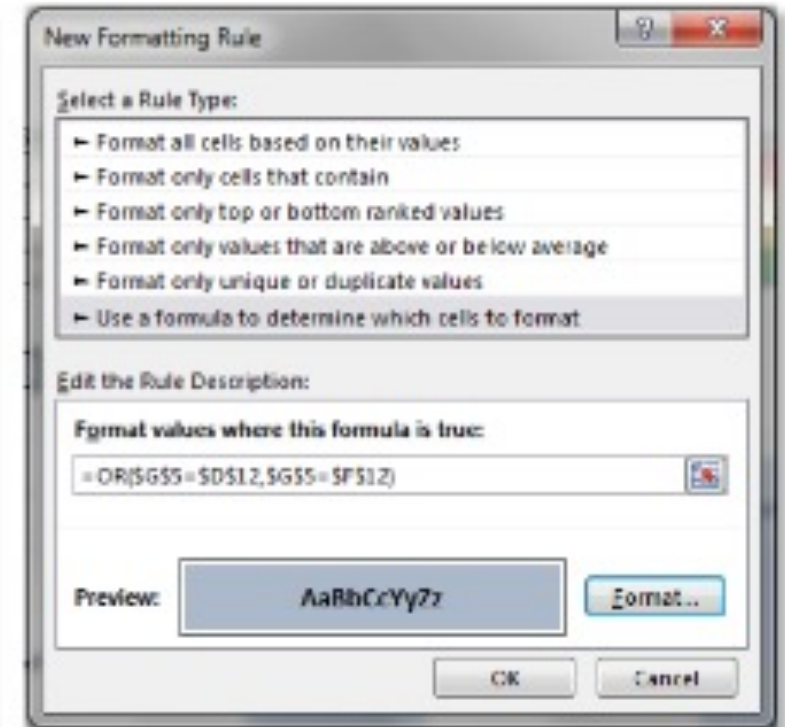 New Formatting Rule
Select a Rule Type:
► Format all cells based on their values
► Format only cells that contain
► Format only top or bottom ranked values
► Format only values that are above or below average
► Format only unique or duplicate values
► Use a formula to determine which cells to format
Edit the Rule Description:
Format values where this formula is true:
=OR($G$5=$D$12,$G$5=$F$12)
Preview: AaBbCcYyZz Format...
OK Cancel